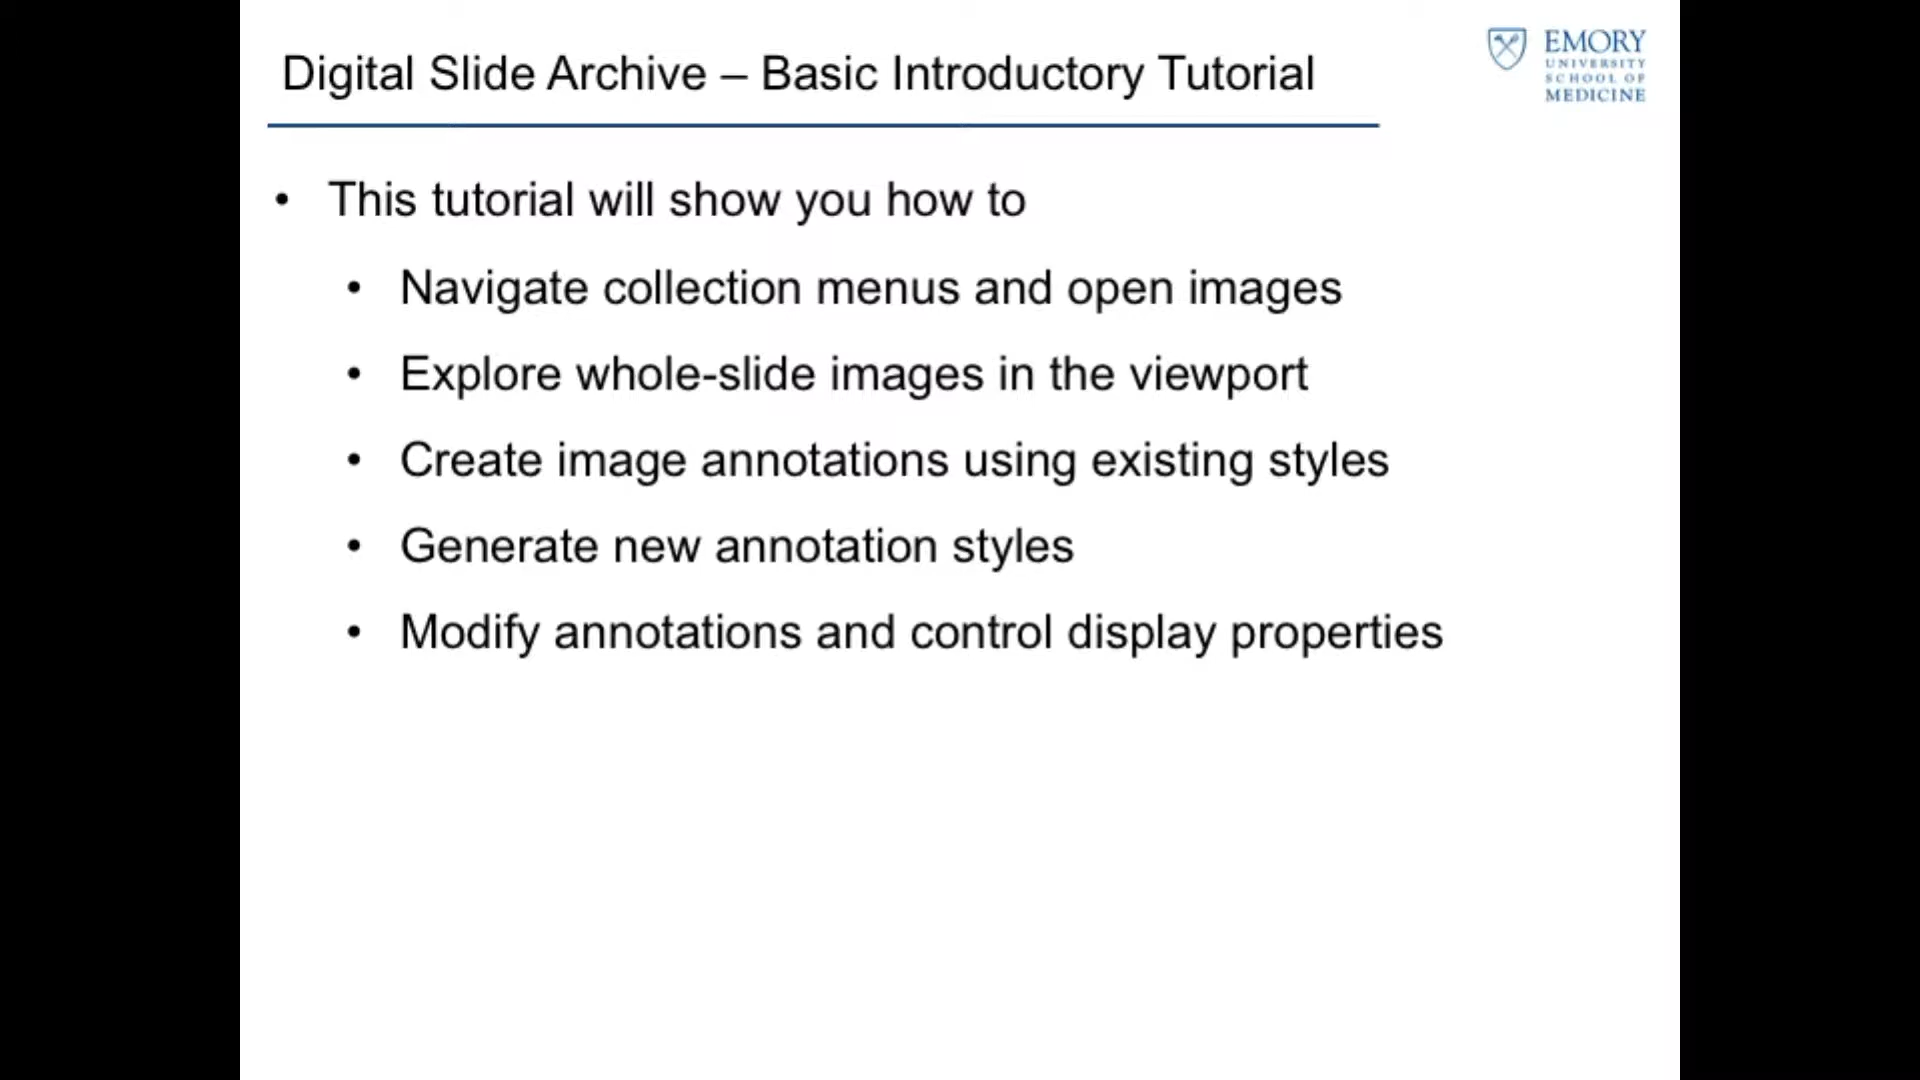 Digital Slide Archive – Basic Introductory Tutorial
EMORY
UNIVERSITY
SCHOOL OF
MEDICINE
• This tutorial will show you how to
• Navigate collection menus and open images
• Explore whole-slide images in the viewport
• Create image annotations using existing styles
• Generate new annotation styles
• Modify annotations and control display properties